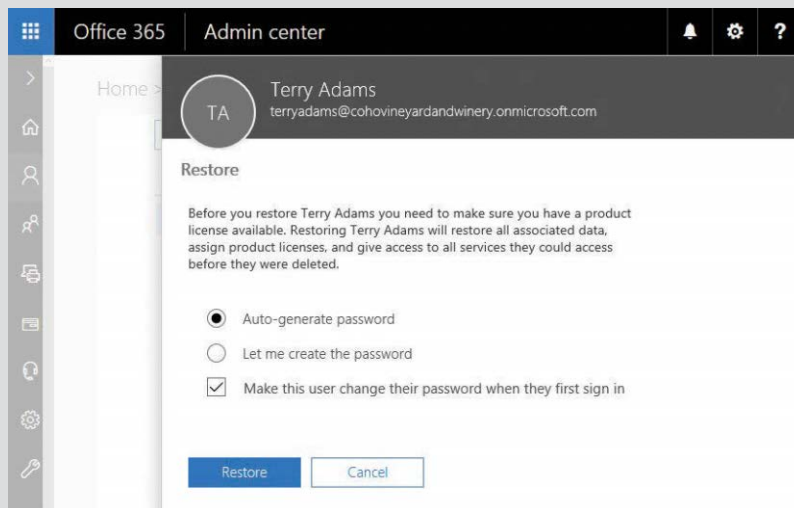 Office 365 Admin center ?
Home >
TA
Terry Adams
terryadams@cohovineyardandwinery.onmicrosoft.com
Restore
Before you restore Terry Adams you need to make sure you have a product
license available. Restoring Terry Adams will restore all associated data,
assign product licenses, and give access to all services they could access
before they were deleted.
Auto-generate password
Let me create the password
Make this user change their password when they first sign in
Restore Cancel